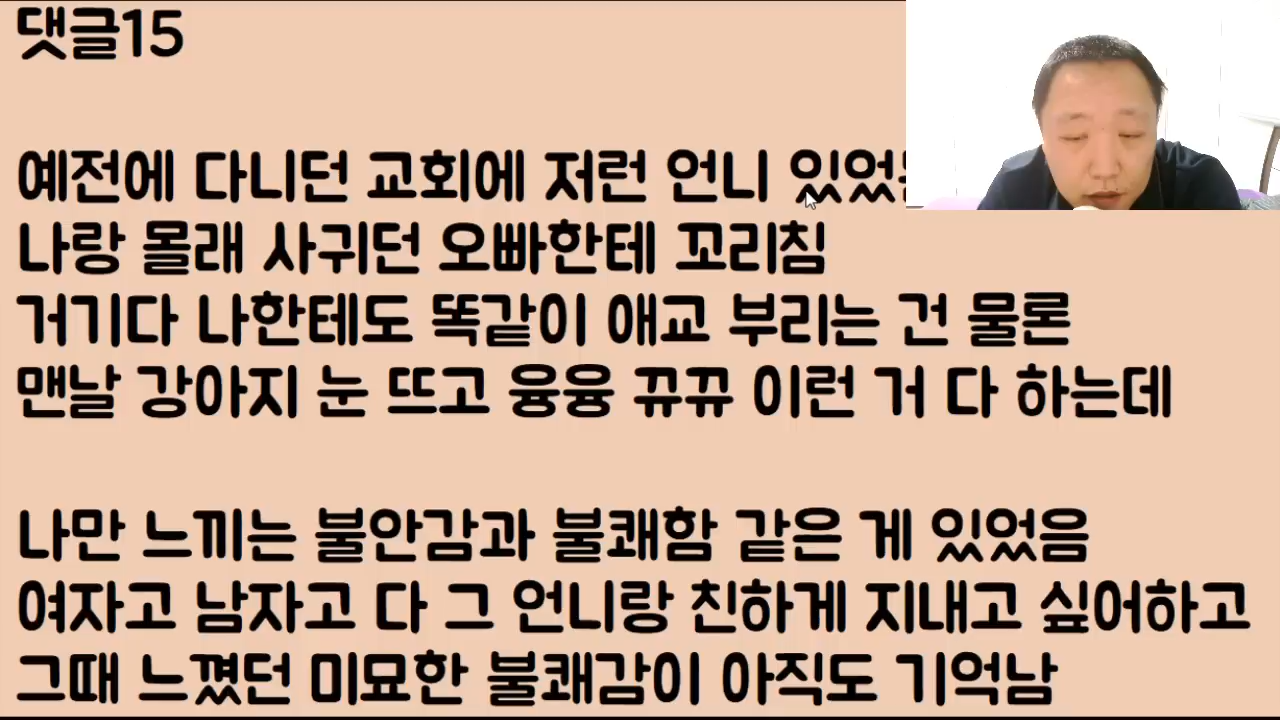 댓글15
예전에 다니던 교회에 저런 언니
나랑 몰래 사귀던 오빠한테 꼬리침
거기다 나한테도 똑같이 애교 부리는 건 물론
맨날 강아지 눈 뜨고 융융 뀨뀨 이런 거 다 하는데
나만 느끼는 불안감과 불쾌함 같은 게 있었음
여자고 남자고 다 그 언니랑 친하게 지내고 싶어하고
그때 느꼈던 미묘한 불쾌감이 아직도 기억남